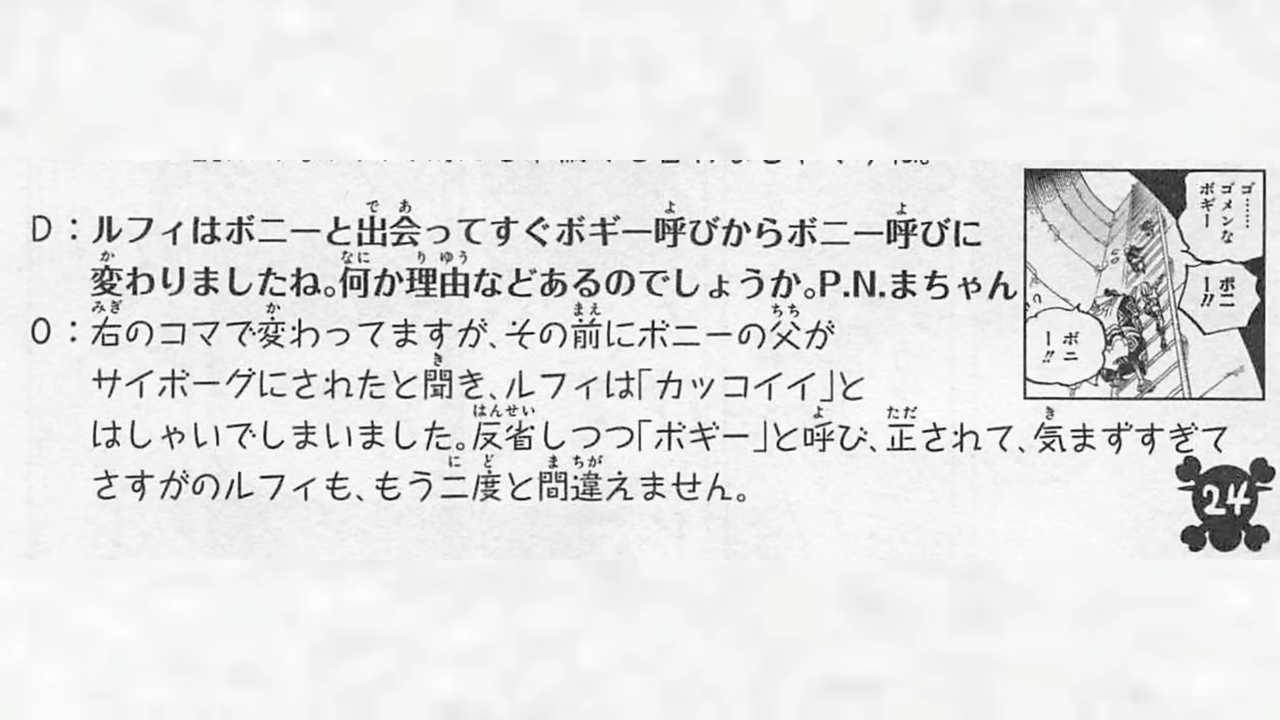 D：ルフィはボニーと出会ってすぐボギー呼びからボニー呼びに
変わりましたね。何か理由などあるのでしょうか。P.N.まちゃん
O：右のコマで変わってますが、その前にボニーの父が
サイボーグにされたと聞き、ルフィは「カッコイイ」と
はしゃいでしまいました。反省しつつ「ボギー」と呼び、正されて、気まずすぎて
さすがのルフィも、もう二度と間違えません。
ゴ……
ゴメンな
ボギー
ボニ
ー!!
ボニ
ー!!
24